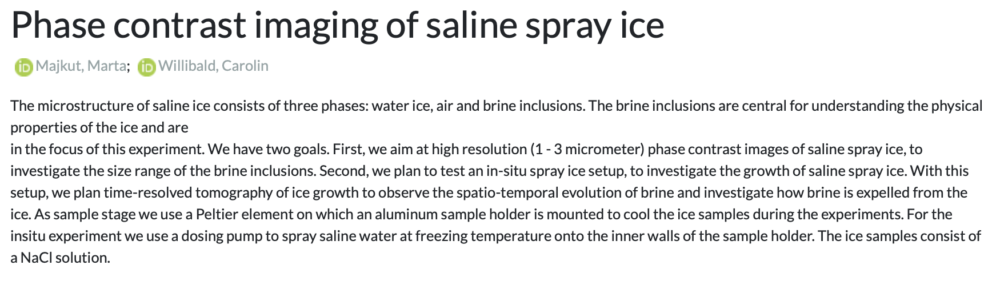 Phase contrast imaging of saline spray ice
iD Majkut, Marta; iD Willibald, Carolin
The microstructure of saline ice consists of three phases: water ice, air and brine inclusions. The brine inclusions are central for understanding the physical
properties of the ice and are
in the focus of this experiment. We have two goals. First, we aim at high resolution (1 - 3 micrometer) phase contrast images of saline spray ice, to
investigate the size range of the brine inclusions. Second, we plan to test an in-situ spray ice setup, to investigate the growth of saline spray ice. With this
setup, we plan time-resolved tomography of ice growth to observe the spatio-temporal evolution of brine and investigate how brine is expelled from the
ice. As sample stage we use a Peltier element on which an aluminum sample holder is mounted to cool the ice samples during the experiments. For the
insitu experiment we use a dosing pump to spray saline water at freezing temperature onto the inner walls of the sample holder. The ice samples consist of
a NaCl solution.